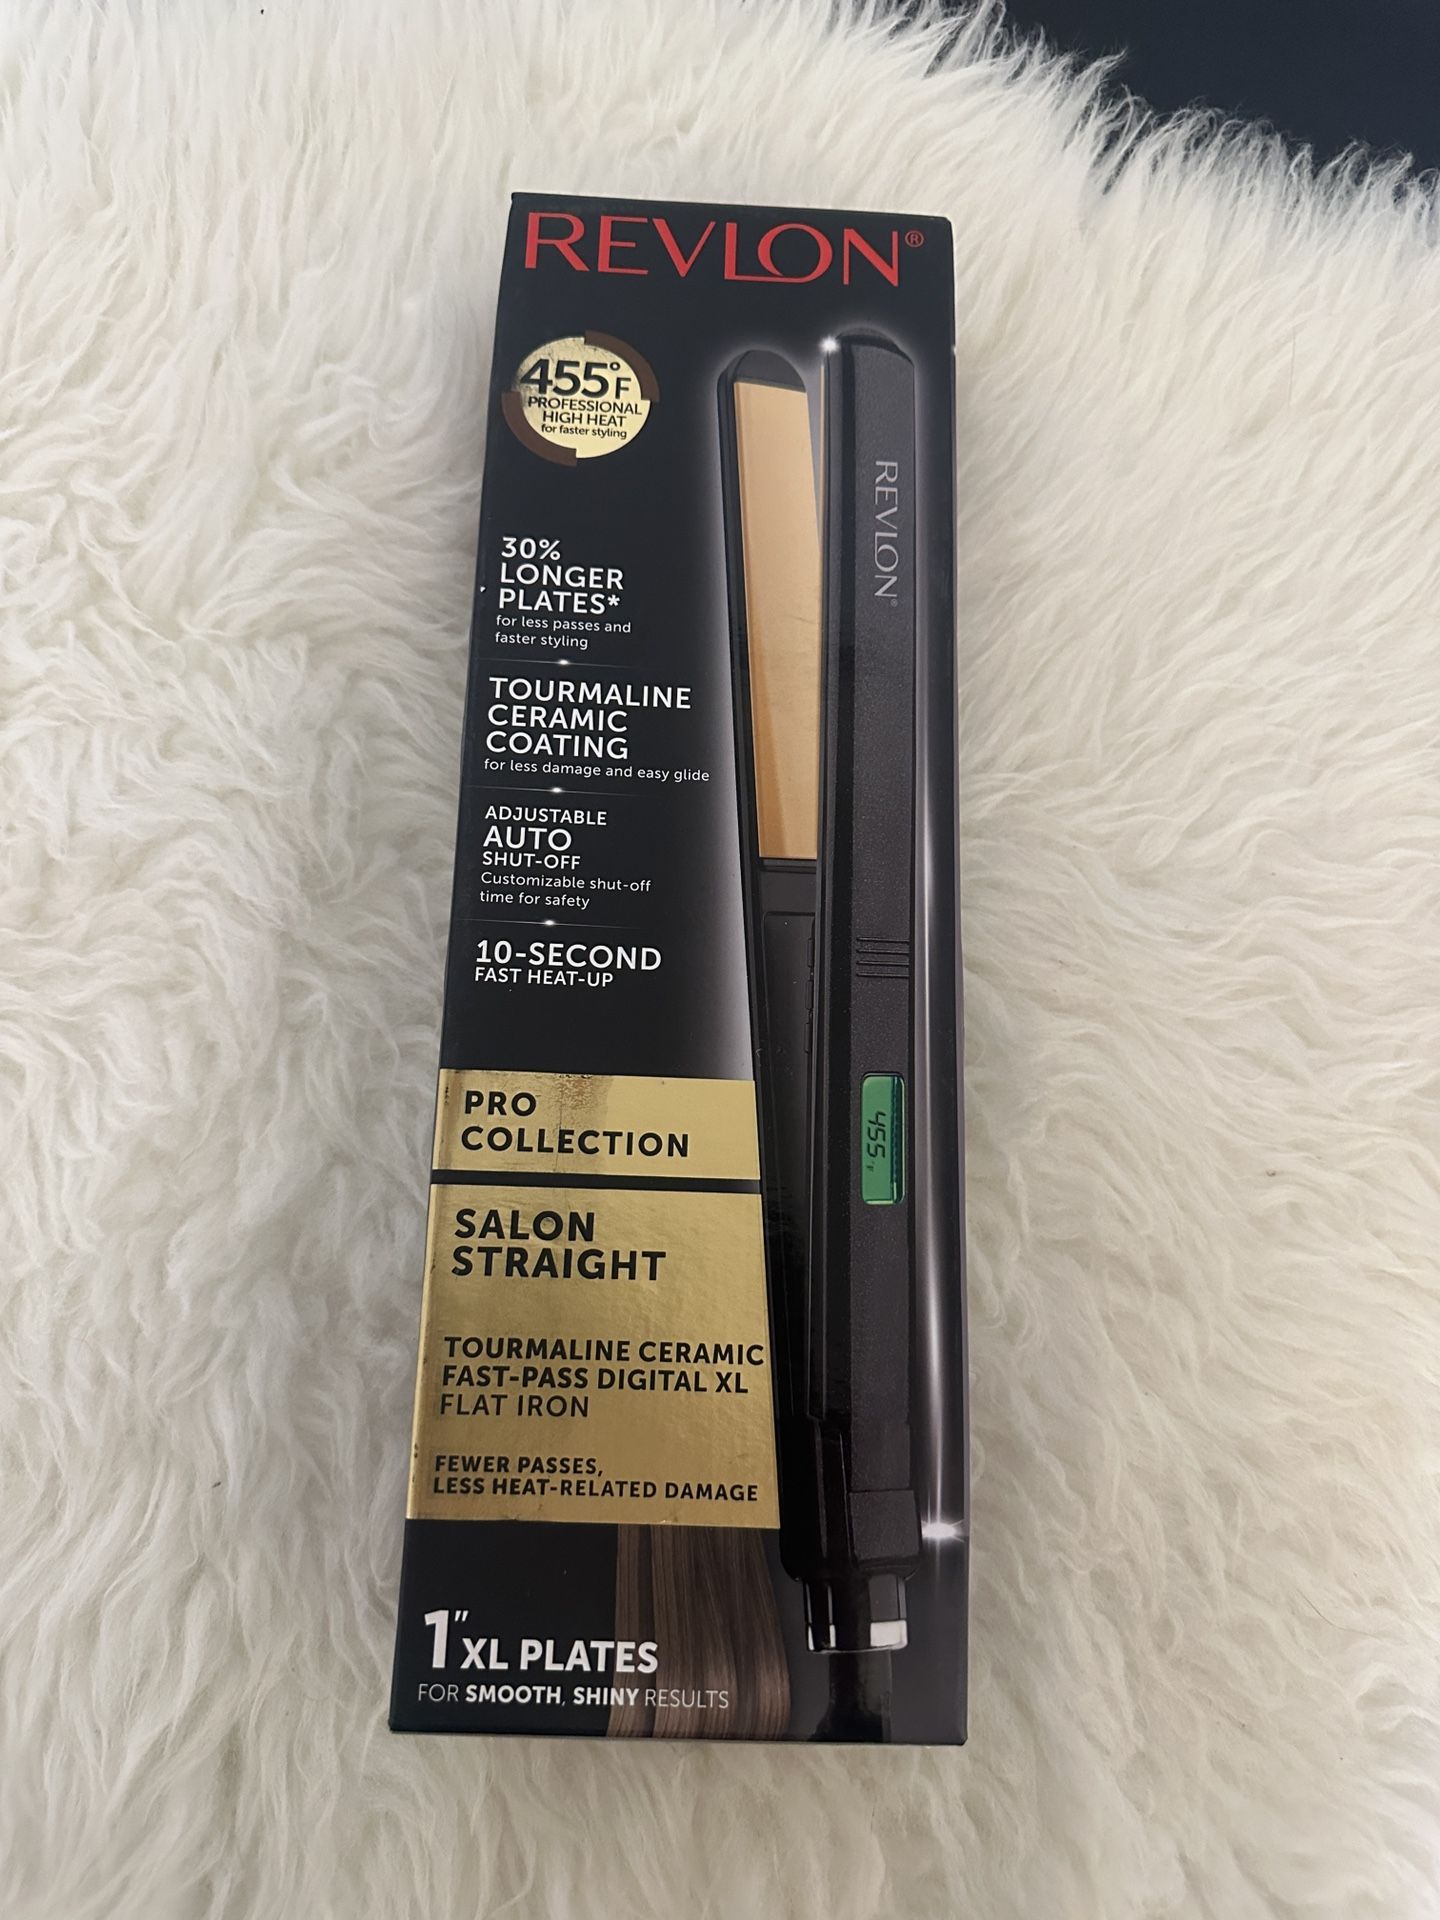 REVLON®
455°F
PROFESSIONAL
HIGH HEAT
for faster styling
30%
LONGER
PLATES*
for less passes and
faster styling
TOURMALINE
CERAMIC
COATING
for less damage and easy glide
ADJUSTABLE
AUTO
SHUT-OFF
Customizable shut-off
time for safety
10-SECOND
FAST HEAT-UP
REVLON®
455°F
PRO
COLLECTION
SALON
STRAIGHT
TOURMALINE CERAMIC
FAST-PASS DIGITAL XL
FLAT IRON
FEWER PASSES,
LESS HEAT-RELATED DAMAGE
1" XL PLATES
FOR SMOOTH, SHINY RESULTS